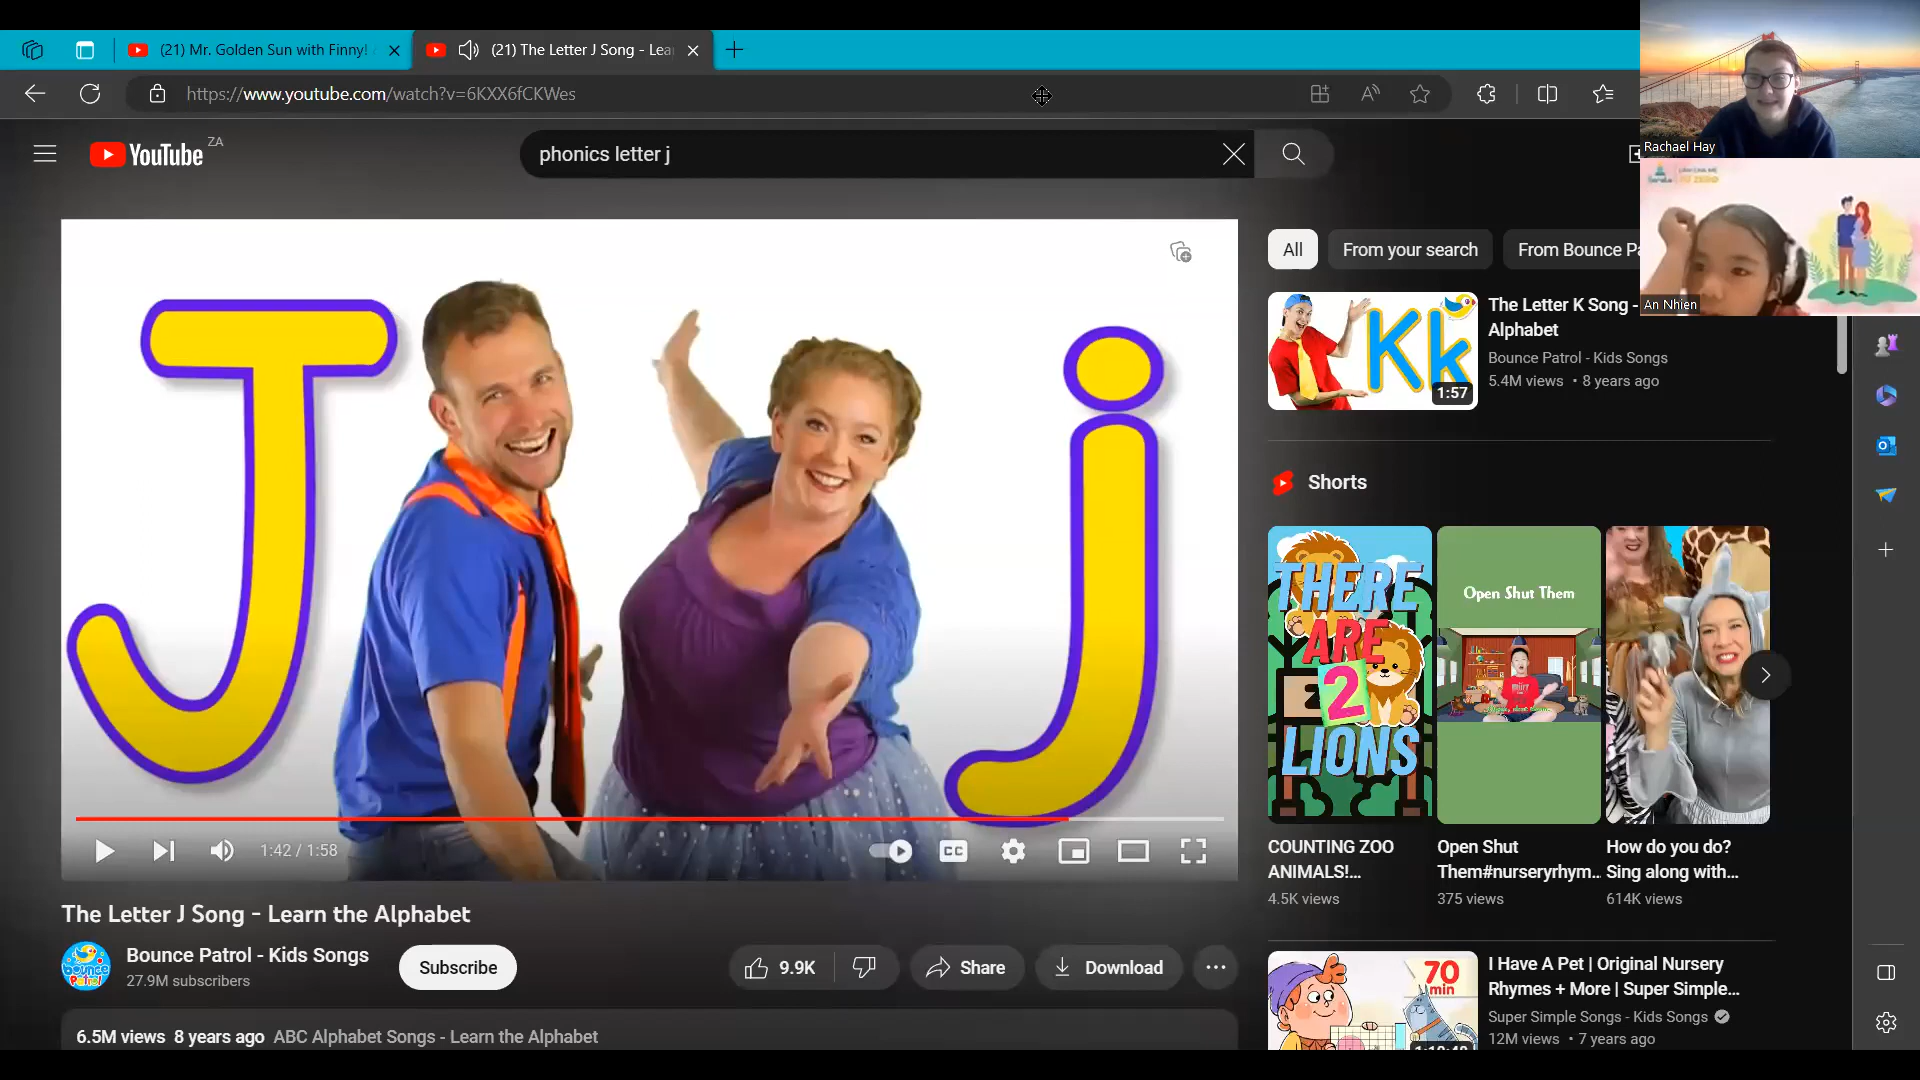 (21) Mr. Golden Sun with Finny!
(21) The Letter J Song - Lea
https://www.youtube.com/watch?v=6KXX6fCKWes
Rachael Hay
YouTube ZA
phonics letter j
An Nhien
All
From your search
From Bounce Pa
J j
Kk
1:57
The Letter K Song -
Alphabet
Bounce Patrol - Kids Songs
5.4M views • 8 years ago
Shorts
THERE
ARE
2
LIONS
Open Shut Them
COUNTING ZOO
ANIMALS!...
4.5K views
Open Shut
Them#nurseryrhym...
375 views
How do you do?
Sing along with...
614K views
1:42 / 1:58
CC
The Letter J Song - Learn the Alphabet
bounce
Patrol
Bounce Patrol - Kids Songs
27.9M subscribers
Subscribe
9.9K
Share
Download
6.5M views 8 years ago ABC Alphabet Songs - Learn the Alphabet
70
min
I Have A Pet | Original Nursery
Rhymes + More | Super Simple...
Super Simple Songs - Kids Songs
12M views • 7 years ago